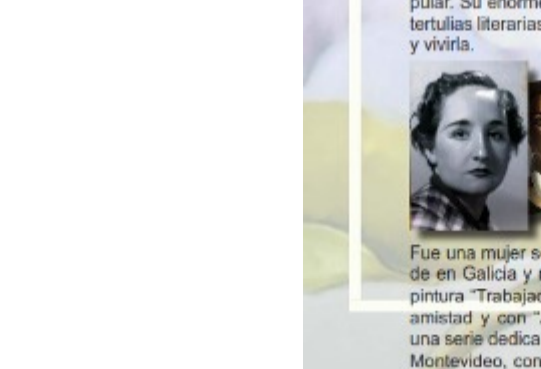 pular. Su enorme
tertulias literarias
y vivirla.
Fue una mujer
de en Galicia y
pintura "Trabajad
amistad y con
una serie dedica
Montevideo, con